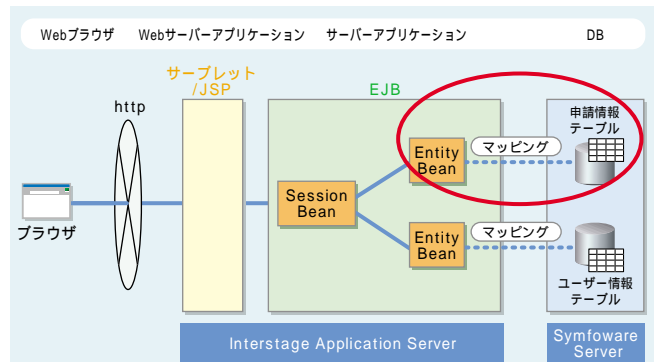 Webブラウザ Webサーバーアプリケーション サーバーアプリケーション DB
サーブレット
/JSP
EJB
http
申請情報
テーブル
マッピング
Entity
Bean
Session
Bean
ブラウザ
マッピング
Entity
Bean
ユーザー情報
テーブル
Interstage Application Server
Symfoware
Server